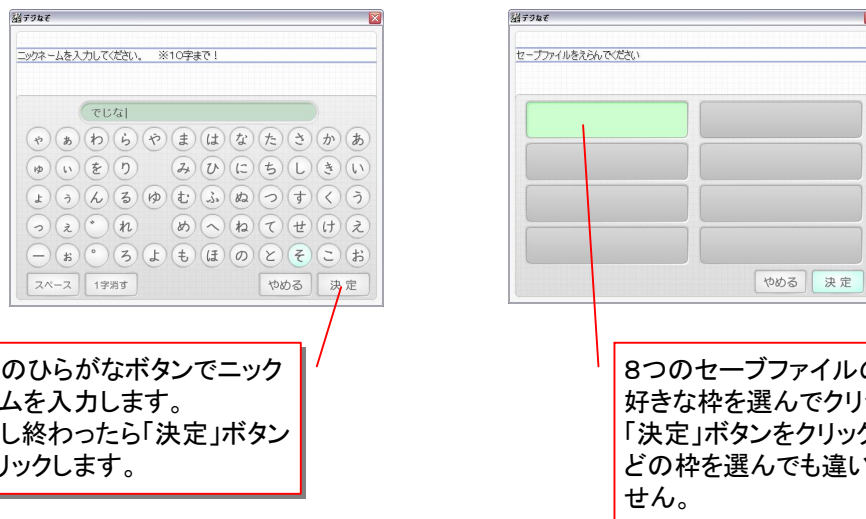 デクなぞ
ニックネームを入力してください。 ※10字まで！
でじな
ゃ ぁ わ ら や ま は な た さ か あ
ゅ ぃ を り み ひ に ち し き い
ょ ぅ ん る ゆ む ふ ぬ つ す く う
っ ぇ ゛ れ め へ ね て せ け え
ー ぉ ゜ ろ よ も ほ の と そ こ お
スペース 1字消す やめる 決定
のひらがなボタンでニック
ムを入力します。
し終わったら「決定」ボタン
リックします。
デクなぞ
セーブファイルをえらんでください
やめる 決定
８つのセーブファイルの
好きな枠を選んでクリ
「決定」ボタンをクリック
どの枠を選んでも違い
せん。